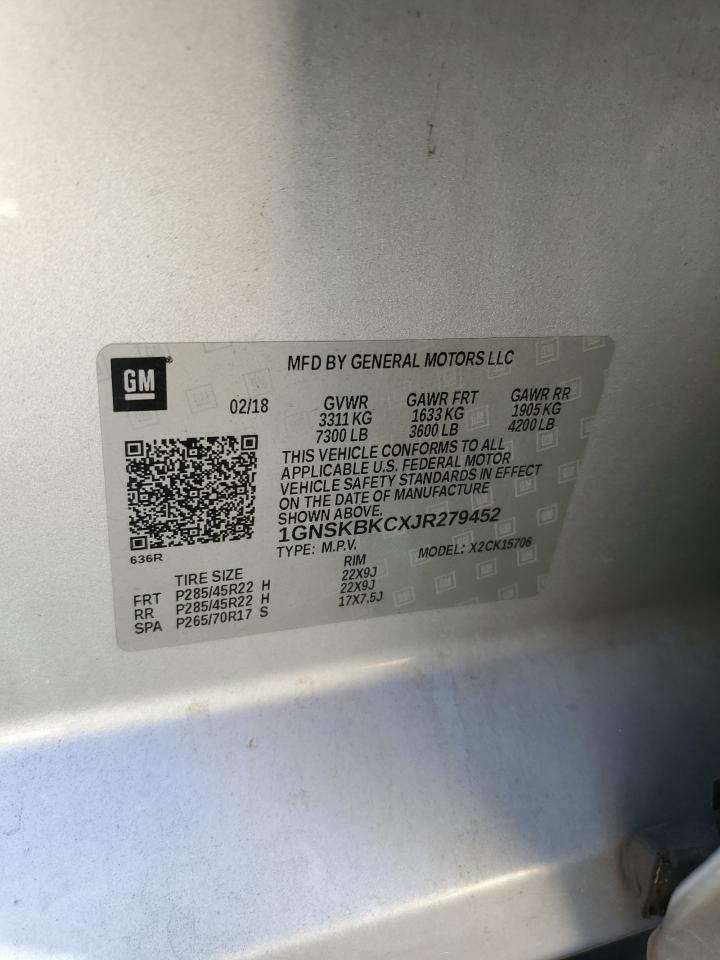 GM
MFD BY GENERAL MOTORS LLC
02/18 GVWR GAWR FRT GAWR RR
3311 KG 1633 KG 1905 KG
7300 LB 3600 LB 4200 LB
THIS VEHICLE CONFORMS TO ALL
APPLICABLE U.S. FEDERAL MOTOR
VEHICLE SAFETY STANDARDS IN EFFECT
ON THE DATE OF MANUFACTURE
SHOWN ABOVE.
1GNSKBKCXJR279452
TYPE: M.P.V. MODEL: X2CK15706
636R
TIRE SIZE RIM
FRT P285/45R22 H 22X9J
RR P285/45R22 H 22X9J
SPA P265/70R17 S 17X7.5J